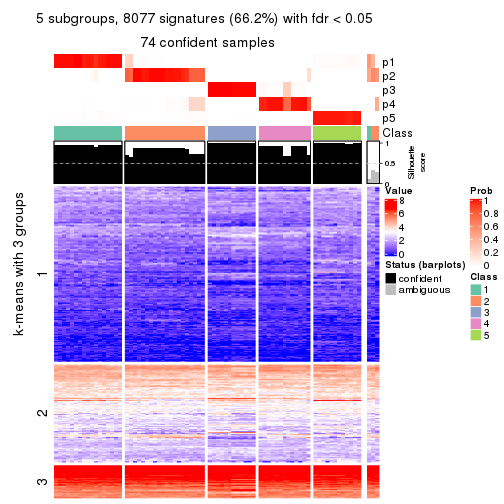 5 subgroups, 8077 signatures (66.2%) with fdr < 0.05
74 confident samples
p1
p2
p3
p4
p5
Class
1
0.5
0
Silhouette
score
k-means with 3 groups
1
2
3
Value
8
6
4
2
0
Status (barplots)
confident
ambiguous
Prob
1
0.8
0.6
0.4
0.2
0
Class
1
2
3
4
5